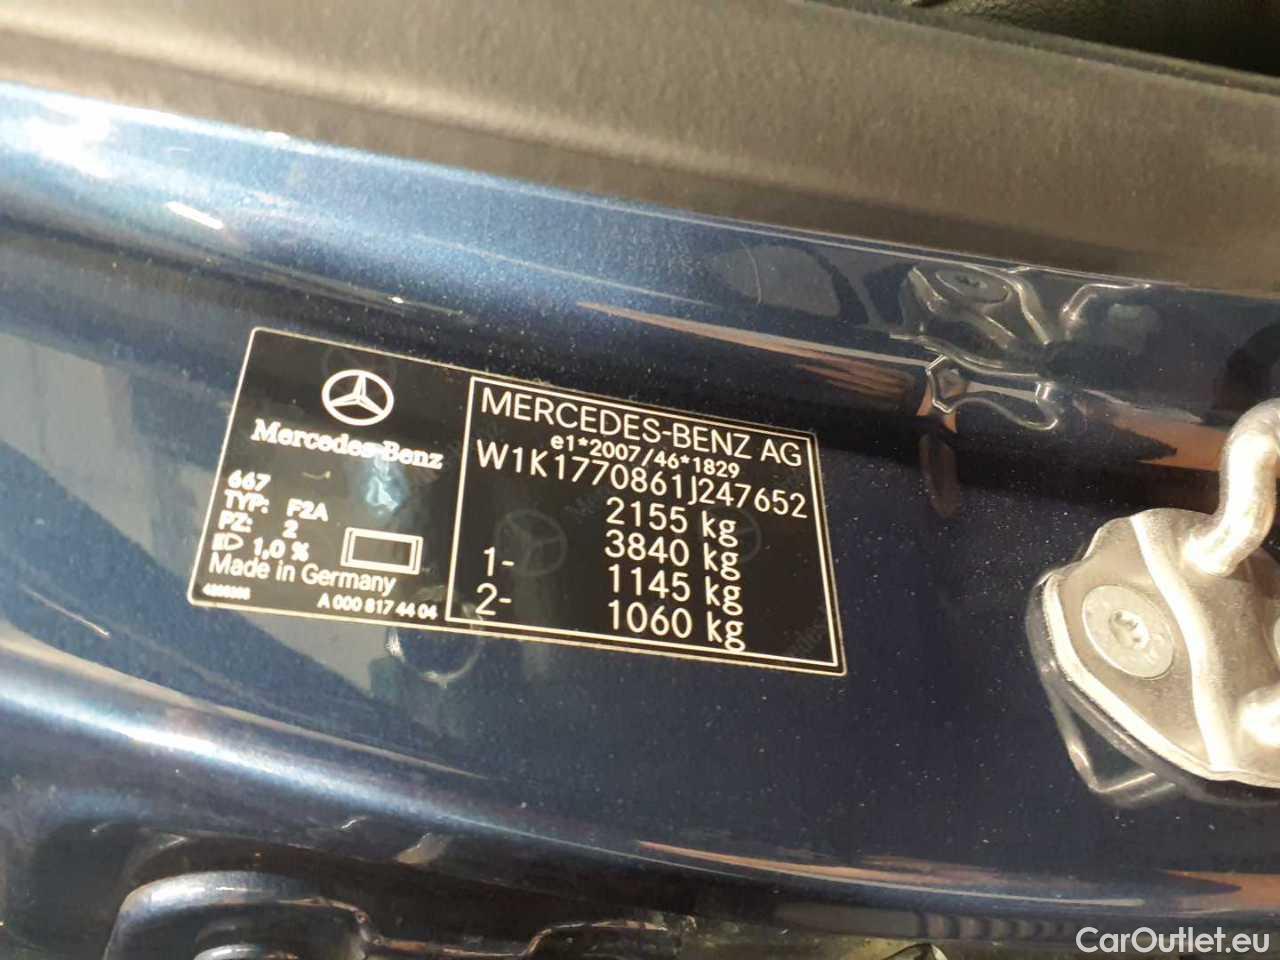 Mercedes-Benz
667
TYP: F2A
PZ: 2
1,0 %
Made in Germany
A 000 817 44 04
MERCEDES-BENZ AG
e1*2007/46*1829
W1K1770861J247652
2155 kg
3840 kg
1- 1145 kg
2- 1060 kg
CarOutlet.eu